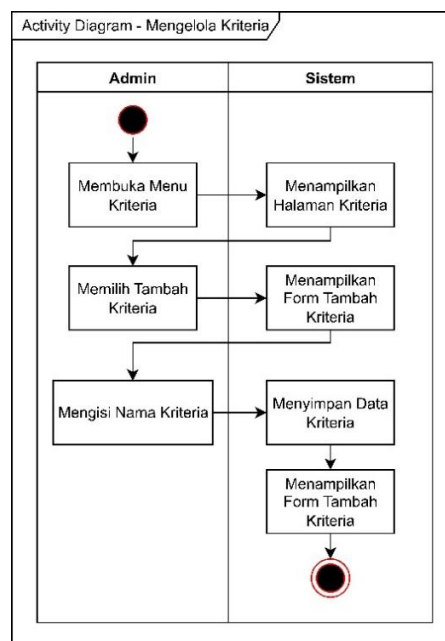 Activity Diagram - Mengelola Kriteria
Admin
Sistem
Membuka Menu
Kriteria
Menampilkan
Halaman Kriteria
Memilih Tambah
Kriteria
Menampilkan
Form Tambah
Kriteria
Mengisi Nama Kriteria
Menyimpan Data
Kriteria
Menampilkan
Form Tambah
Kriteria